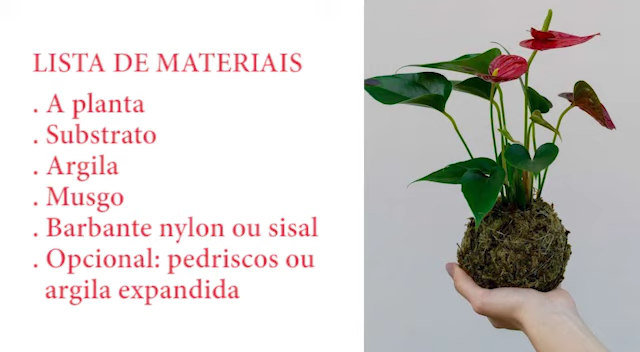 LISTA DE MATERIAIS
. A planta
. Substrato
. Argila
. Musgo
. Barbante nylon ou sisal
. Opcional: pedriscos ou
argila expandida